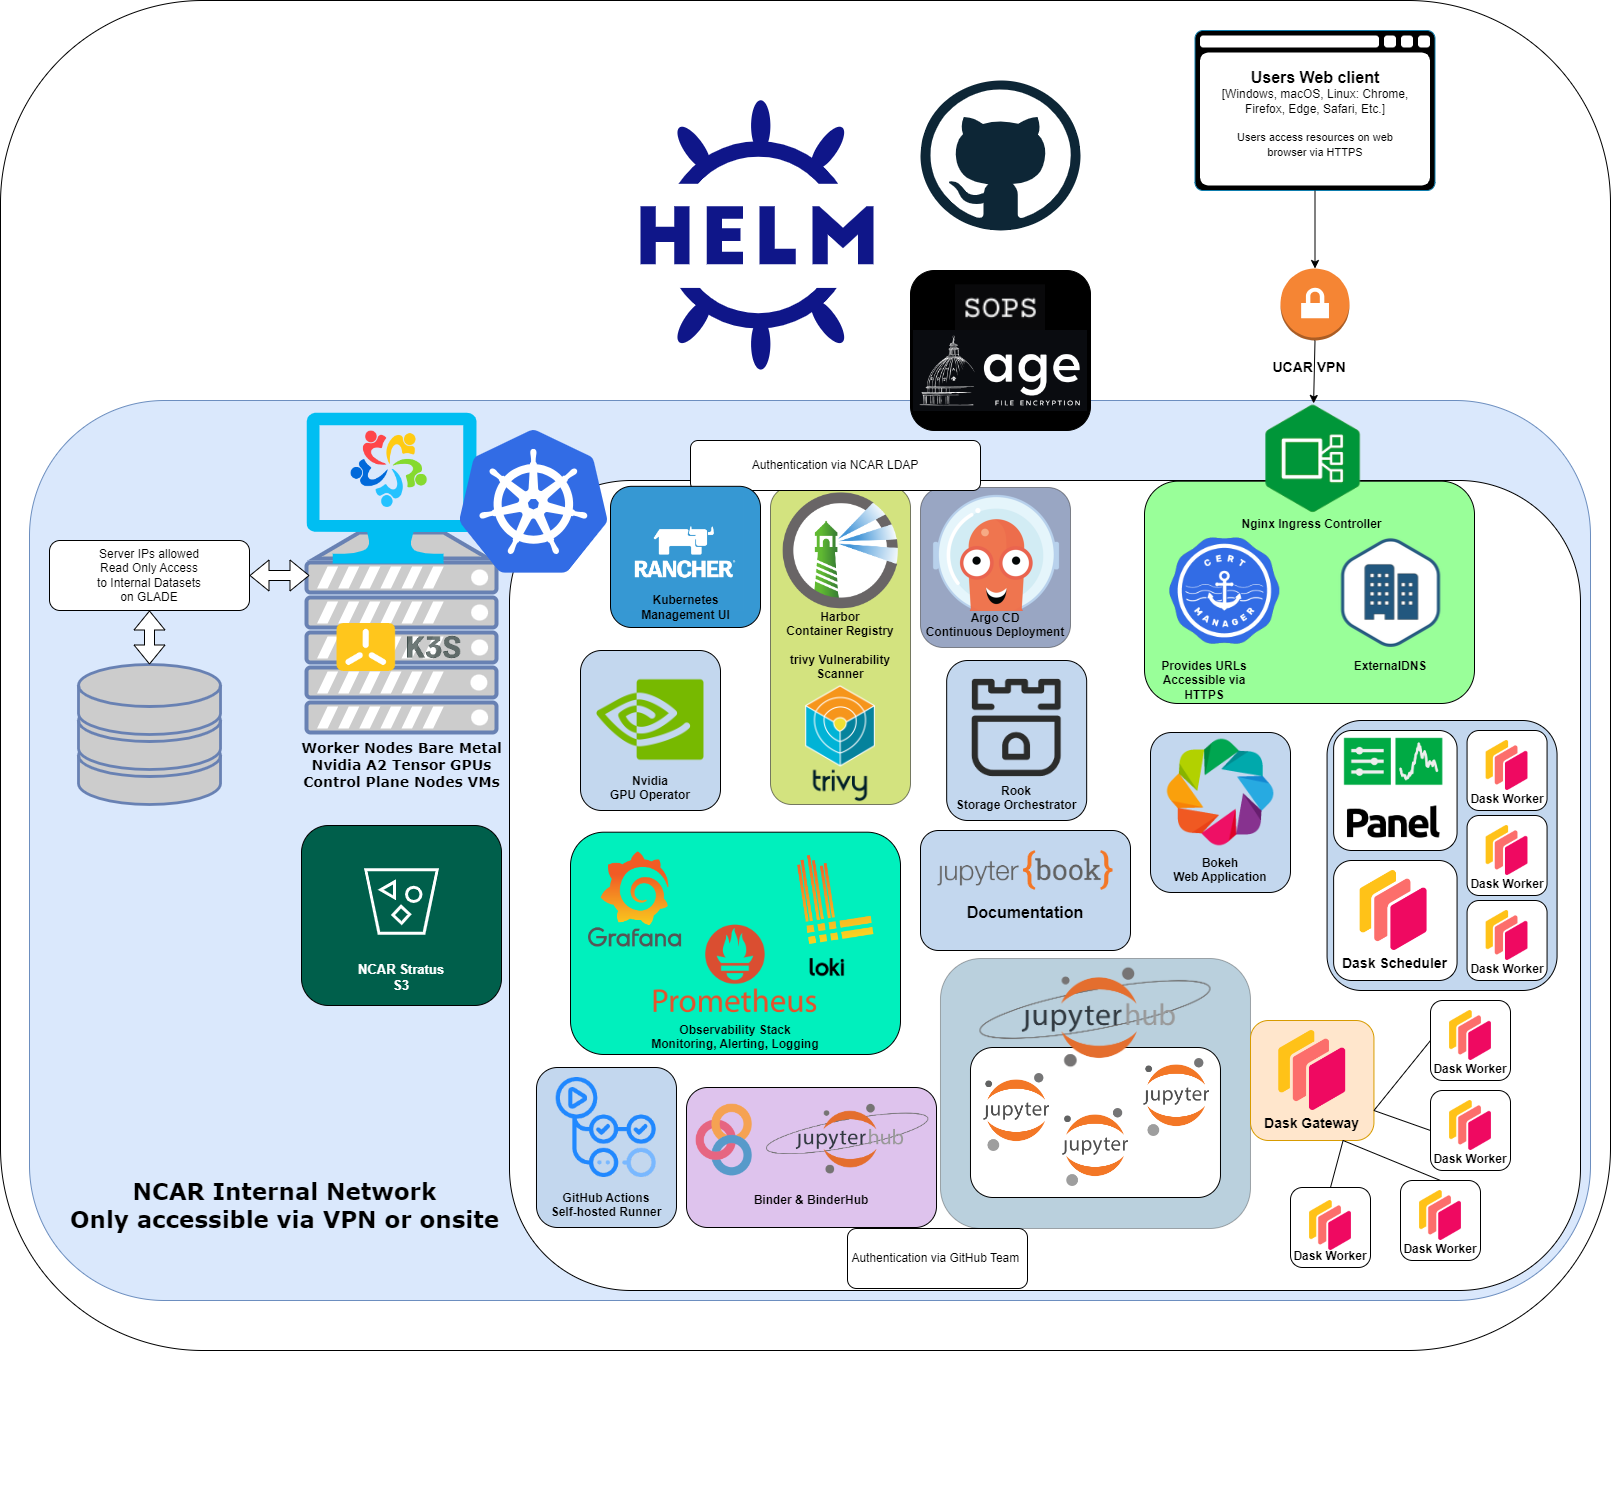 Users Web client
[Windows, macOS, Linux: Chrome,
Firefox, Edge, Safari, Etc.]
Users access resources on web
browser via HTTPS
HELM
SOPS
age
FILE ENCRYPTION
UCAR VPN
Authentication via NCAR LDAP
Server IPs allowed
Read Only Access
to Internal Datasets
on GLADE
K3S
Worker Nodes Bare Metal
Nvidia A2 Tensor GPUs
Control Plane Nodes VMs
NCAR Stratus
S3
NCAR Internal Network
Only accessible via VPN or onsite
RANCHER
Kubernetes
Management UI
Harbor
Container Registry
trivy Vulnerability
Scanner
trivy
Argo CD
Continuous Deployment
Nginx Ingress Controller
CERT
MANAGER
Provides URLs
Accessible via
HTTPS
ExternalDNS
Nvidia
GPU Operator
Rook
Storage Orchestrator
Bokeh
Web Application
Panel
Dask Scheduler
Dask Worker
Dask Worker
Dask Worker
Grafana
Prometheus
loki
Observability Stack
Monitoring, Alerting, Logging
jupyter {book}
Documentation
GitHub Actions
Self-hosted Runner
jupyterhub
Binder & BinderHub
jupyterhub
jupyter
jupyter
jupyter
Dask Gateway
Dask Worker
Dask Worker
Dask Worker
Dask Worker
Authentication via GitHub Team